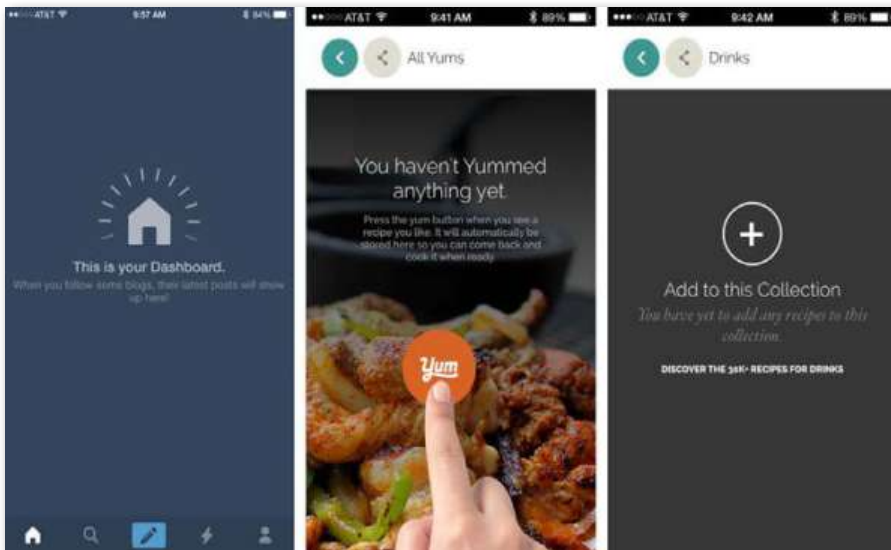 AT&T 9:57 AM 84%
This is your Dashboard.
When you follow some blogs, their latest posts will show
up here!
AT&T 9:41 AM 89%
All Yums
You haven't Yummed
anything yet.
Press the yum button when you see a
recipe you like. It will automatically be
stored here so you can come back and
cook it when ready.
Yum
AT&T 9:42 AM 89%
Drinks
Add to this Collection
You have yet to add any recipes to this
collection.
DISCOVER THE 38K+ RECIPES FOR DRINKS